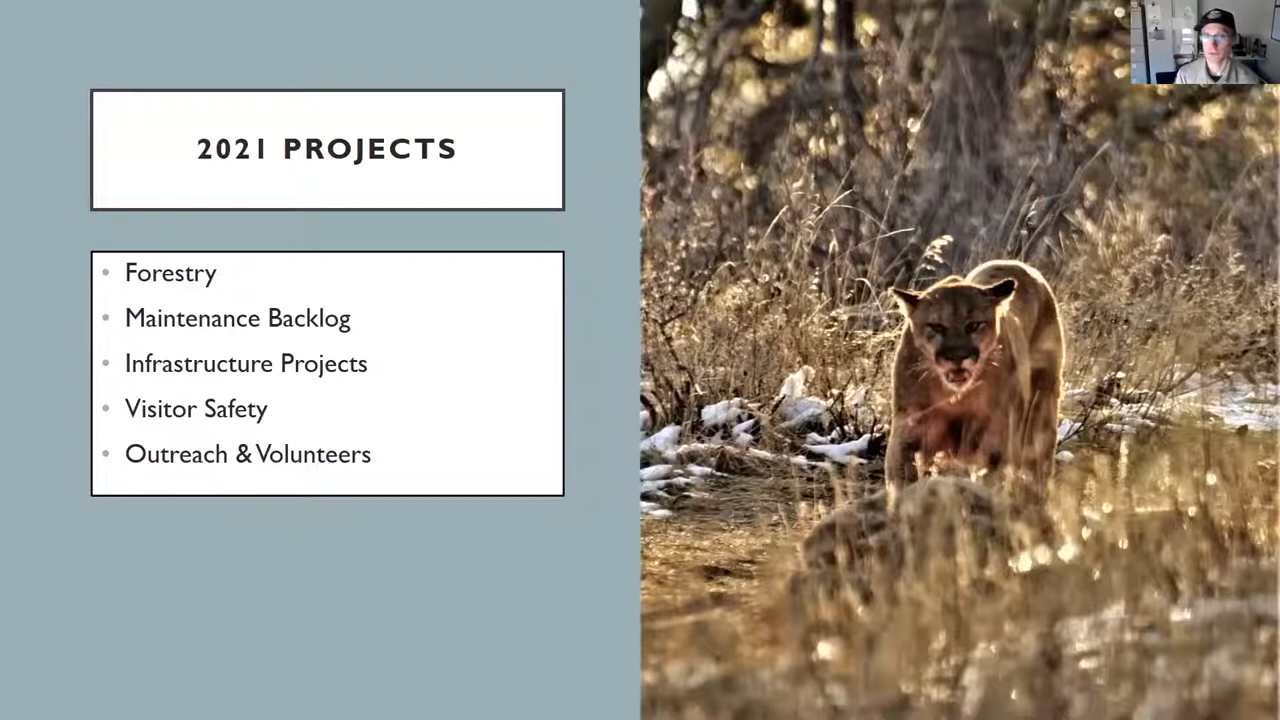 2021 PROJECTS
• Forestry
• Maintenance Backlog
• Infrastructure Projects
• Visitor Safety
• Outreach & Volunteers